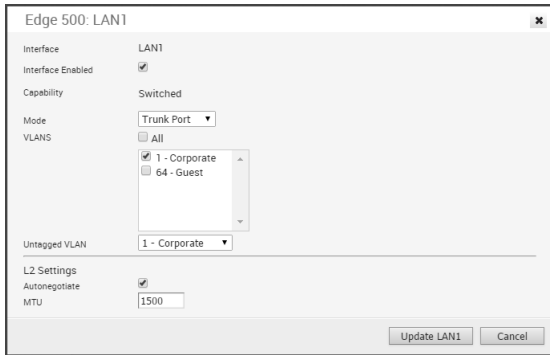 Edge 500: LAN1
Interface LAN1
Interface Enabled
Capability Switched
Mode Trunk Port
VLANS All
1 - Corporate
64 - Guest
Untagged VLAN 1 - Corporate
L2 Settings
Autonegotiate
MTU 1500
Update LAN1 Cancel